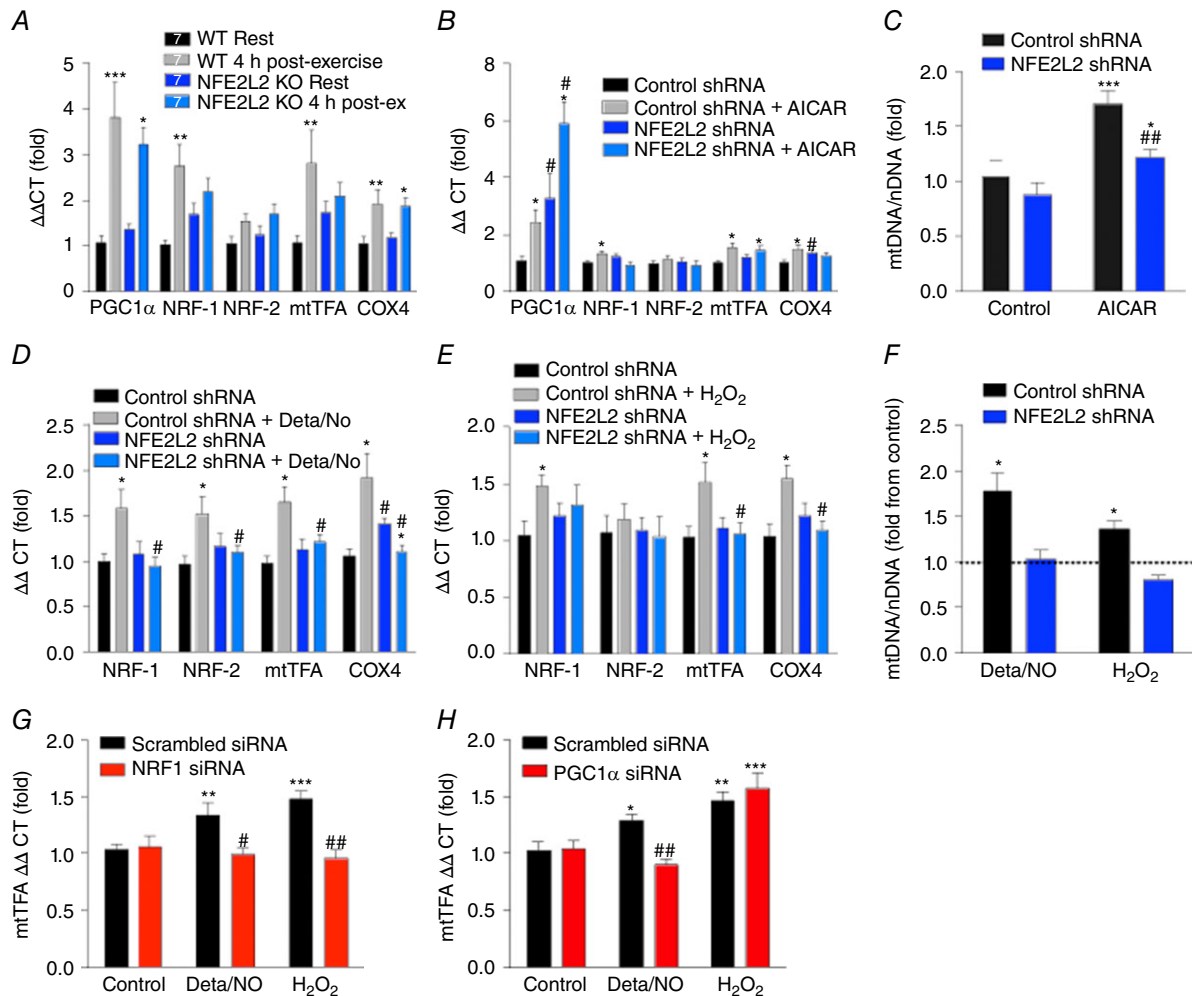 A
7 WT Rest
7 WT 4 h post-exercise
7 NFE2L2 KO Rest
7 NFE2L2 KO 4 h post-ex
ΔΔCT (fold)
5
4
3
2
1
0
***
*
**
**
**
*
PGC1α NRF-1 NRF-2 mtTFA COX4
B
Control shRNA
Control shRNA + AICAR
NFE2L2 shRNA
NFE2L2 shRNA + AICAR
ΔΔ CT (fold)
8
6
4
2
0
*
#
#
*
*
*
*
*
#
PGC1α NRF-1 NRF-2 mtTFA COX4
C
Control shRNA
NFE2L2 shRNA
mtDNA/nDNA (fold)
2.0
1.5
1.0
0.5
0.0
***
*
##
Control AICAR
D
Control shRNA
Control shRNA + Deta/No
NFE2L2 shRNA
NFE2L2 shRNA + Deta/No
ΔΔ CT (fold)
2.5
2.0
1.5
1.0
0.5
0.0
*
#
*
#
*
#
*
#
#
*
NRF-1 NRF-2 mtTFA COX4
E
Control shRNA
Control shRNA + H2O2
NFE2L2 shRNA
NFE2L2 shRNA + H2O2
ΔΔ CT (fold)
2.0
1.5
1.0
0.5
0.0
*
*
#
*
#
NRF-1 NRF-2 mtTFA COX4
F
Control shRNA
NFE2L2 shRNA
mtDNA/nDNA (fold from control)
2.5
2.0
1.5
1.0
0.5
0.0
*
*
Deta/NO H2O2
G
Scrambled siRNA
NRF1 siRNA
mtTFA ΔΔ CT (fold)
2.0
1.5
1.0
0.5
0.0
**
#
***
##
Control Deta/NO H2O2
H
Scrambled siRNA
PGC1α siRNA
mtTFA ΔΔ CT (fold)
2.0
1.5
1.0
0.5
0.0
*
##
**
***
Control Deta/NO H2O2